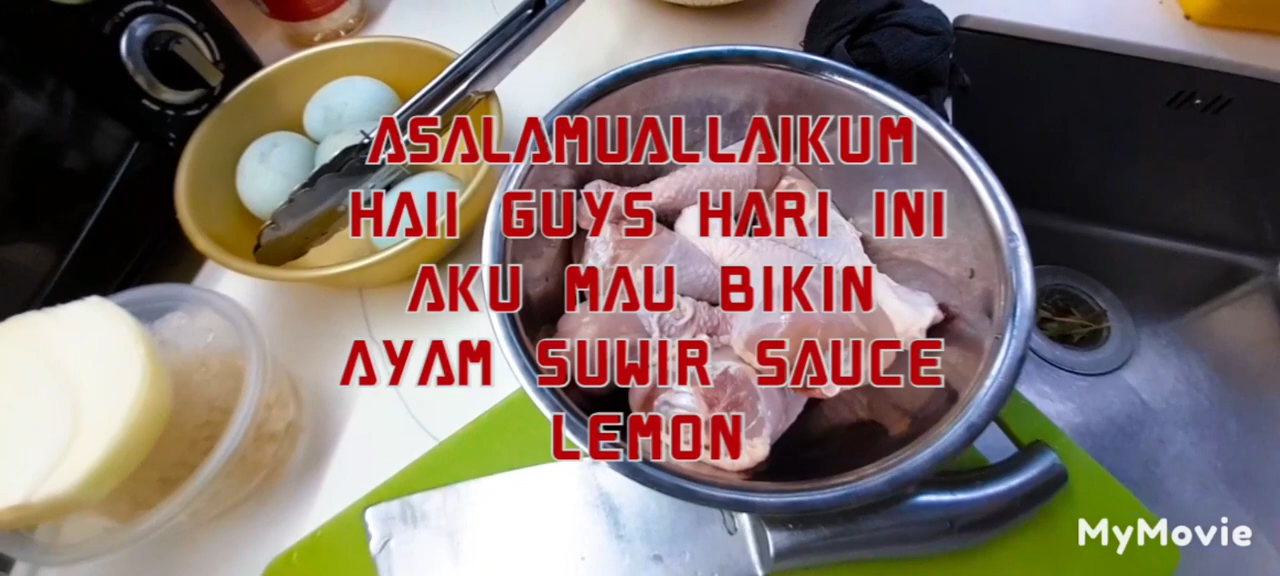 ASALAMUALLAIKUM
HAII GUYS HARI INI
AKU MAU BIKIN
AYAM SUWIR SAUCE
LEMON
MyMovie